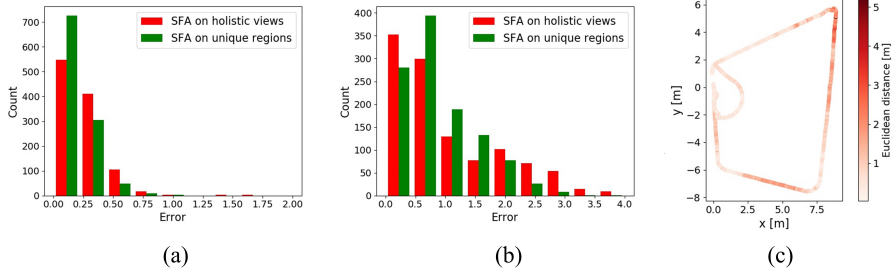 700
600
500
400
300
200
100
0
Count
0.00 0.25 0.50 0.75 1.00 1.25 1.50 1.75 2.00
Error
SFA on holistic views
SFA on unique regions
(a)
400
350
300
250
200
150
100
50
0
Count
0.0 0.5 1.0 1.5 2.0 2.5 3.0 3.5 4.0
Error
SFA on holistic views
SFA on unique regions
(b)
6
4
2
0
−2
−4
−6
−8
y [m]
0.0 2.5 5.0 7.5
x [m]
5
4
3
2
1
Euclidean distance [m]
(c)